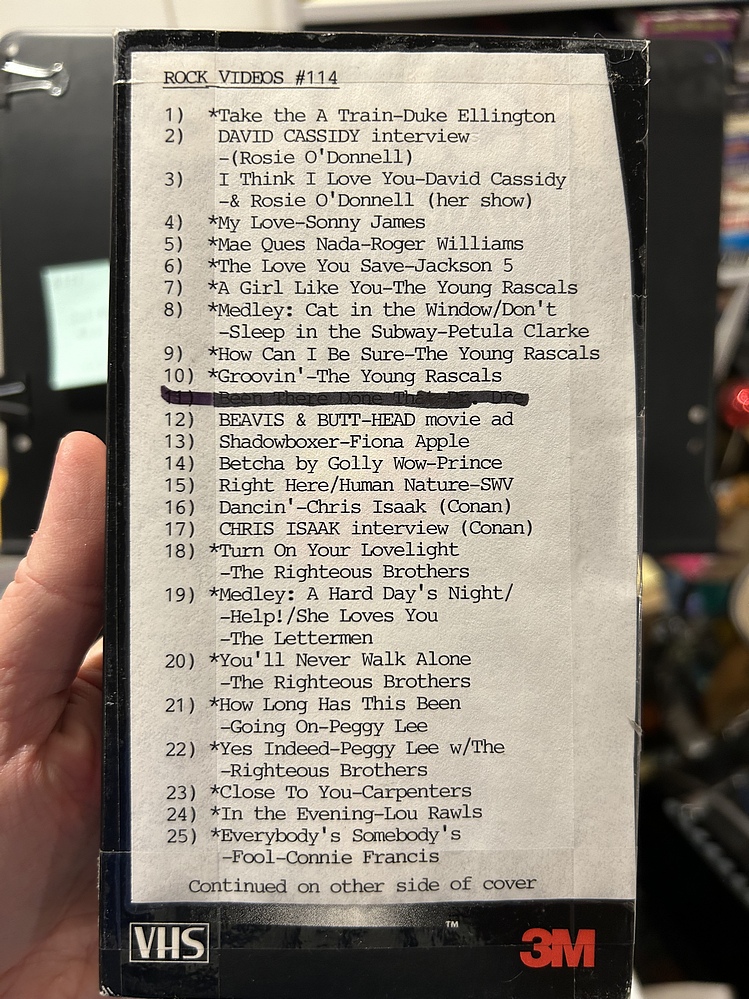 ROCK VIDEOS #114
1) *Take the A Train-Duke Ellington
2) DAVID CASSIDY interview
-(Rosie O'Donnell)
3) I Think I Love You-David Cassidy
-& Rosie O'Donnell (her show)
4) *My Love-Sonny James
5) *Mae Ques Nada-Roger Williams
6) *The Love You Save-Jackson 5
7) *A Girl Like You-The Young Rascals
8) *Medley: Cat in the Window/Don't
-Sleep in the Subway-Petula Clarke
9) *How Can I Be Sure-The Young Rascals
10) *Groovin'-The Young Rascals
11) Been There Done That-Dr. Dre
12) BEAVIS & BUTT-HEAD movie ad
13) Shadowboxer-Fiona Apple
14) Betcha by Golly Wow-Prince
15) Right Here/Human Nature-SWV
16) Dancin'-Chris Isaak (Conan)
17) CHRIS ISAAK interview (Conan)
18) *Turn On Your Lovelight
-The Righteous Brothers
19) *Medley: A Hard Day's Night/
-Help!/She Loves You
-The Lettermen
20) *You'll Never Walk Alone
-The Righteous Brothers
21) *How Long Has This Been
-Going On-Peggy Lee
22) *Yes Indeed-Peggy Lee w/The
-Righteous Brothers
23) *Close To You-Carpenters
24) *In the Evening-Lou Rawls
25) *Everybody's Somebody's
-Fool-Connie Francis
Continued on other side of cover
VHS ™ 3M